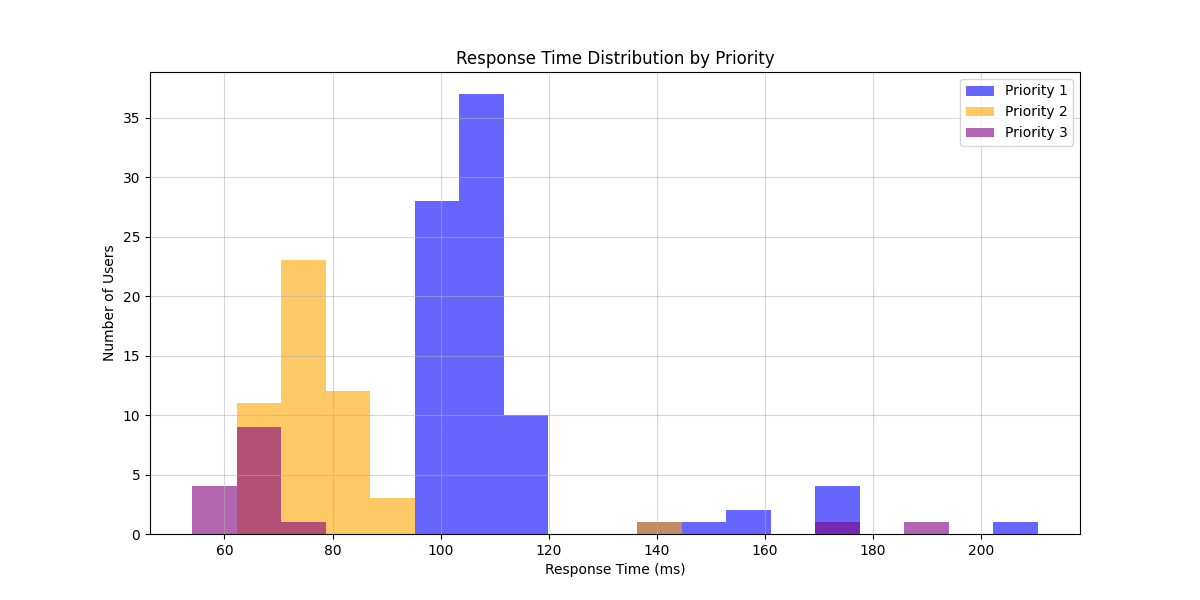 Response Time Distribution by Priority
Priority 1
Priority 2
Priority 3
Number of Users
35
30
25
20
15
10
5
0
60 80 100 120 140 160 180 200
Response Time (ms)